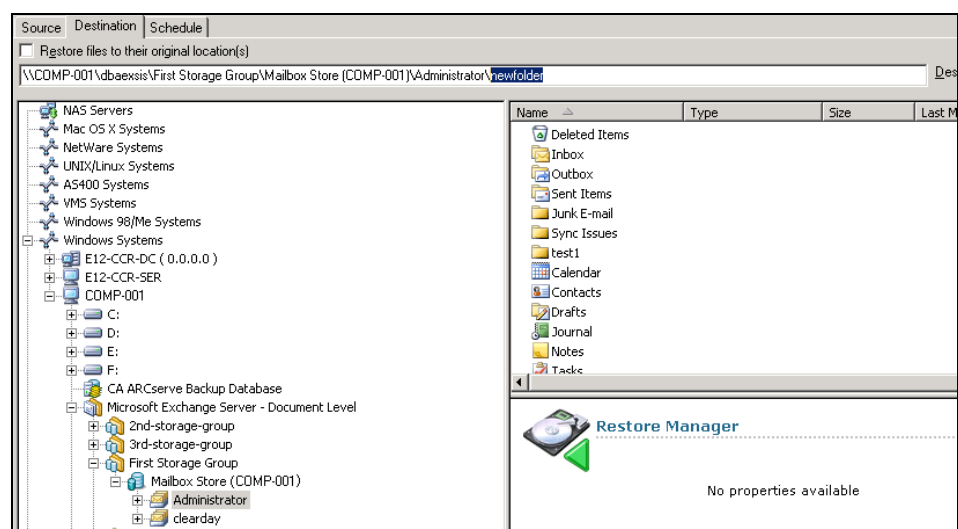 Source Destination Schedule
Restore files to their original location(s)
\\COMP-001\dbaexsis\First Storage Group\Mailbox Store (COMP-001)\Administrator\newfolder
Des
NAS Servers
Mac OS X Systems
NetWare Systems
UNIX/Linux Systems
AS400 Systems
VMS Systems
Windows 98/Me Systems
Windows Systems
E12-CCR-DC ( 0.0.0.0 )
E12-CCR-SER
COMP-001
C:
D:
E:
F:
CA ARCserve Backup Database
Microsoft Exchange Server - Document Level
2nd-storage-group
3rd-storage-group
First Storage Group
Mailbox Store (COMP-001)
Administrator
clearday
Name Type Size Last M
Deleted Items
Inbox
Outbox
Sent Items
Junk E-mail
Sync Issues
test1
Calendar
Contacts
Drafts
Journal
Notes
Tasks
Restore Manager
No properties available